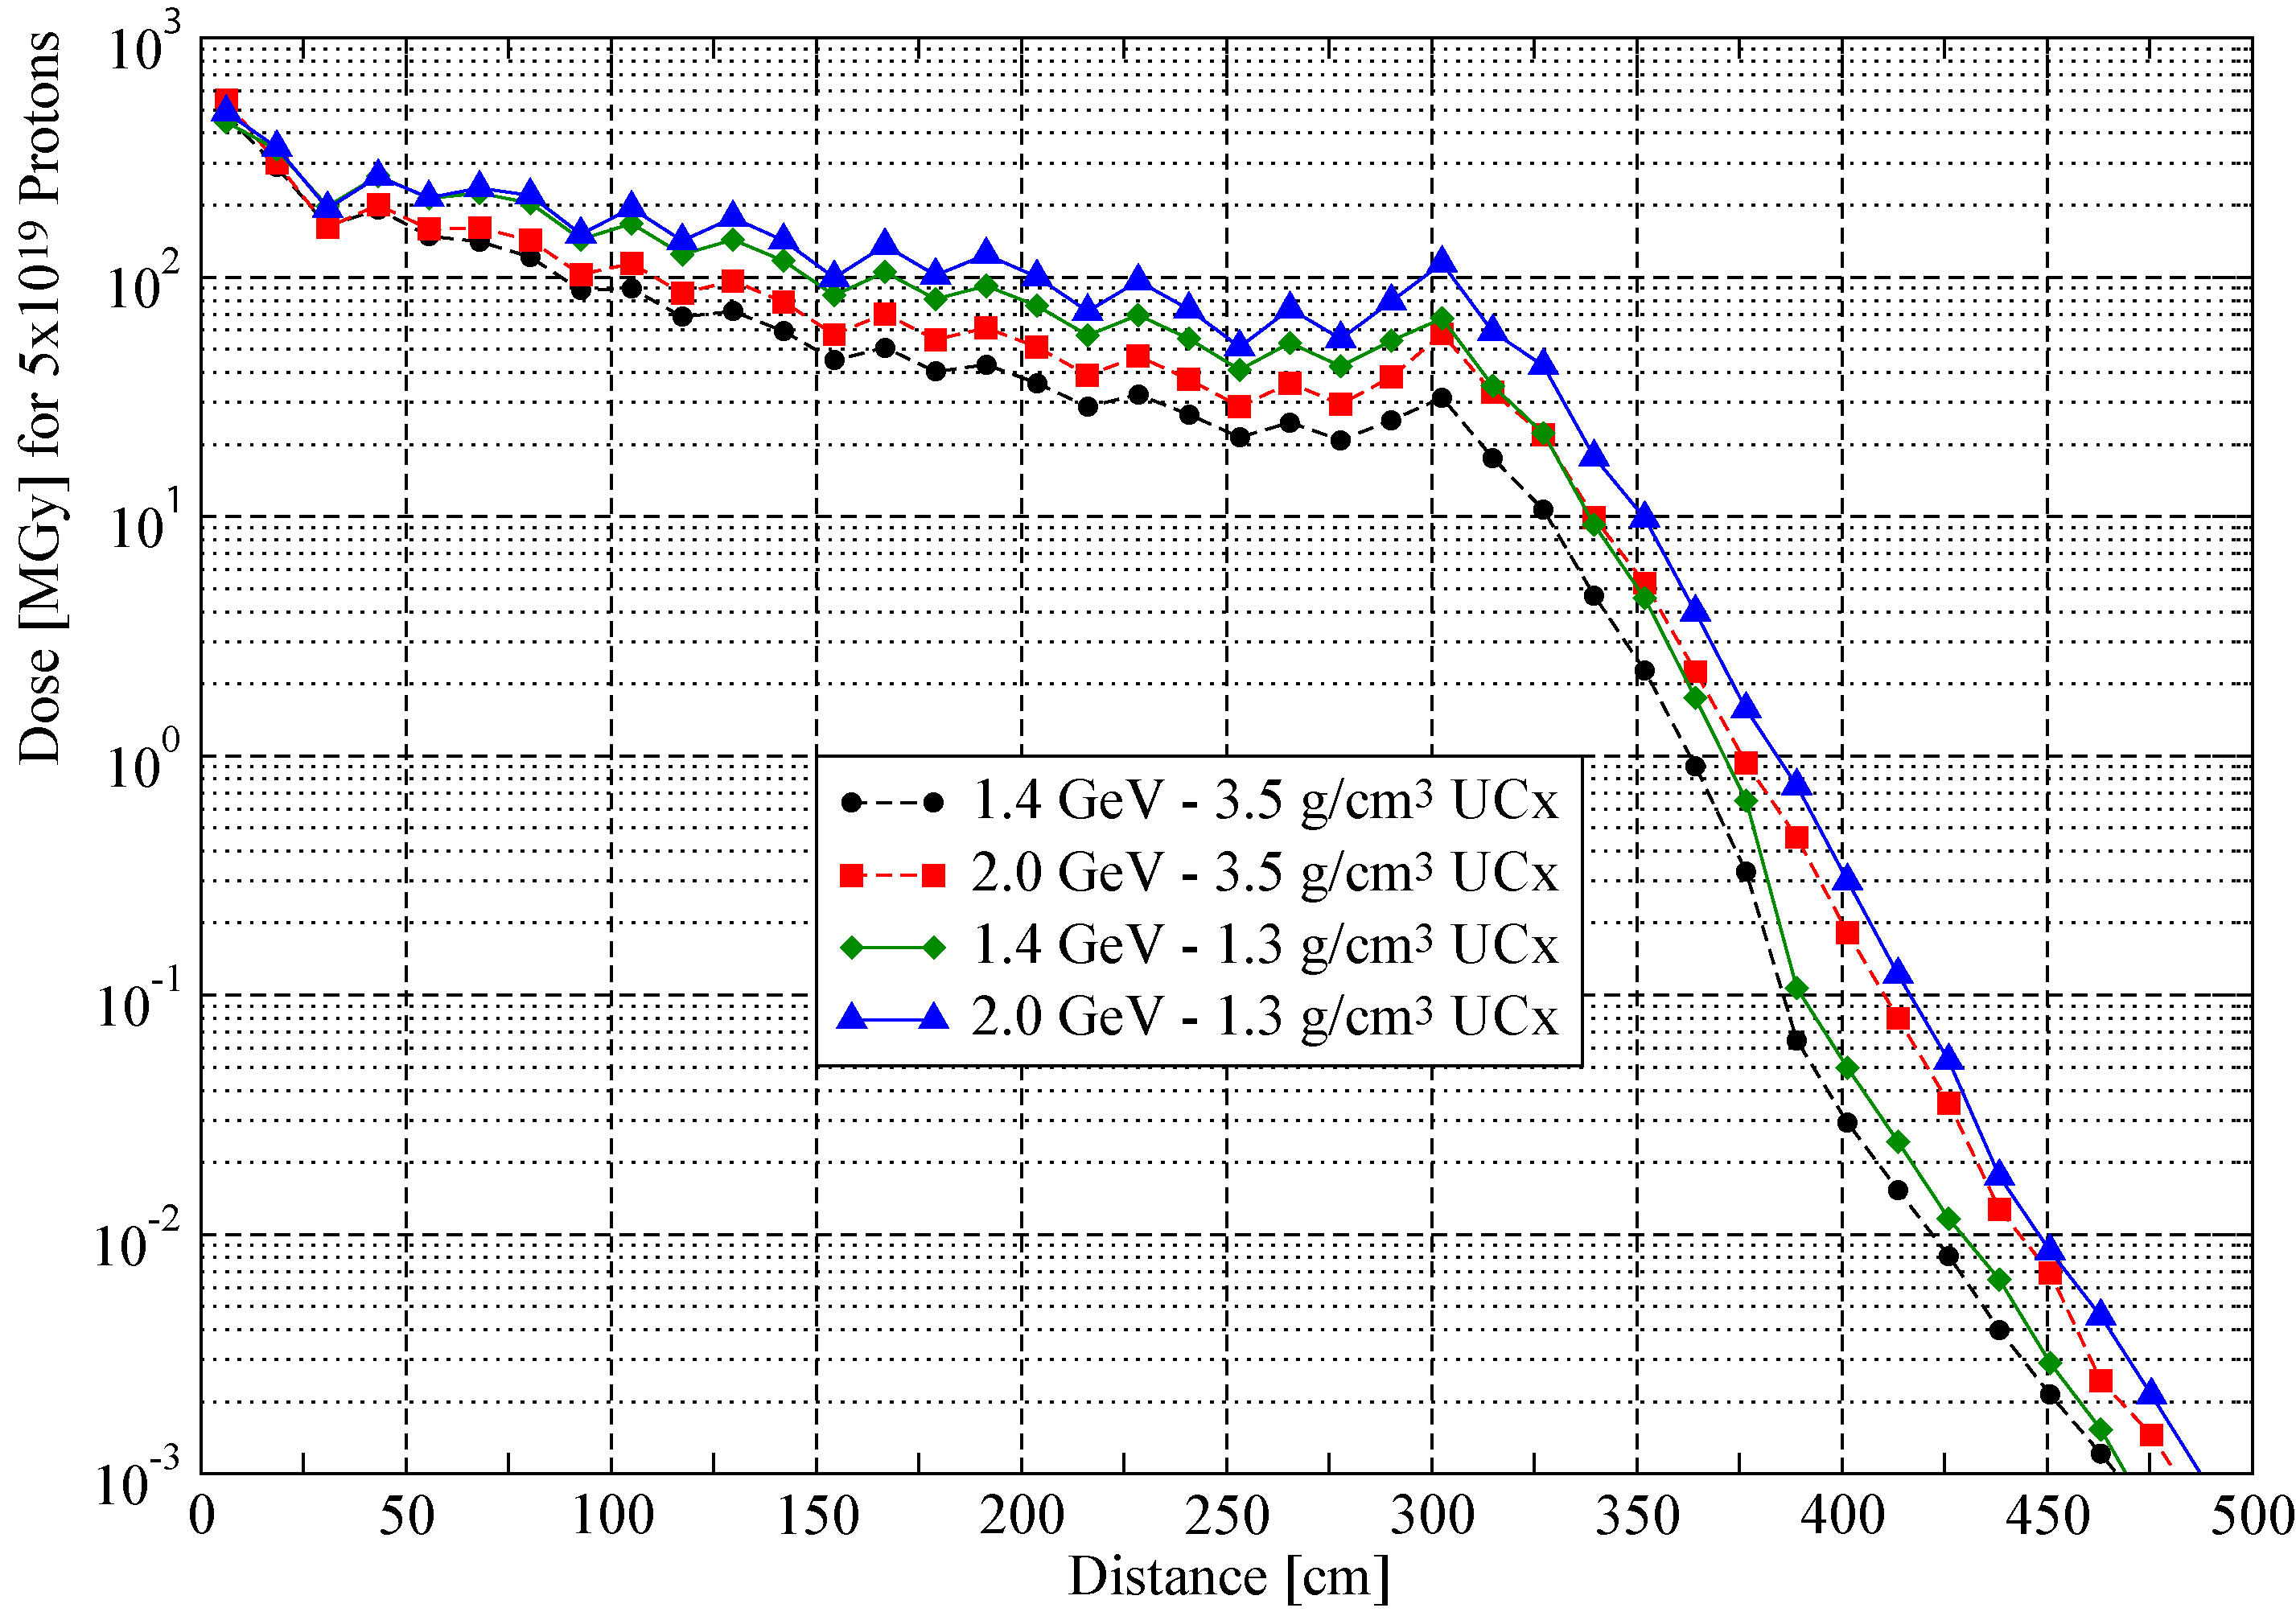 Dose [MGy] for 5x10¹⁹ Protons
10³
10²
10¹
10⁰
10⁻¹
10⁻²
10⁻³
1.4 GeV - 3.5 g/cm³ UCx
2.0 GeV - 3.5 g/cm³ UCx
1.4 GeV - 1.3 g/cm³ UCx
2.0 GeV - 1.3 g/cm³ UCx
0 50 100 150 200 250 300 350 400 450 500
Distance [cm]